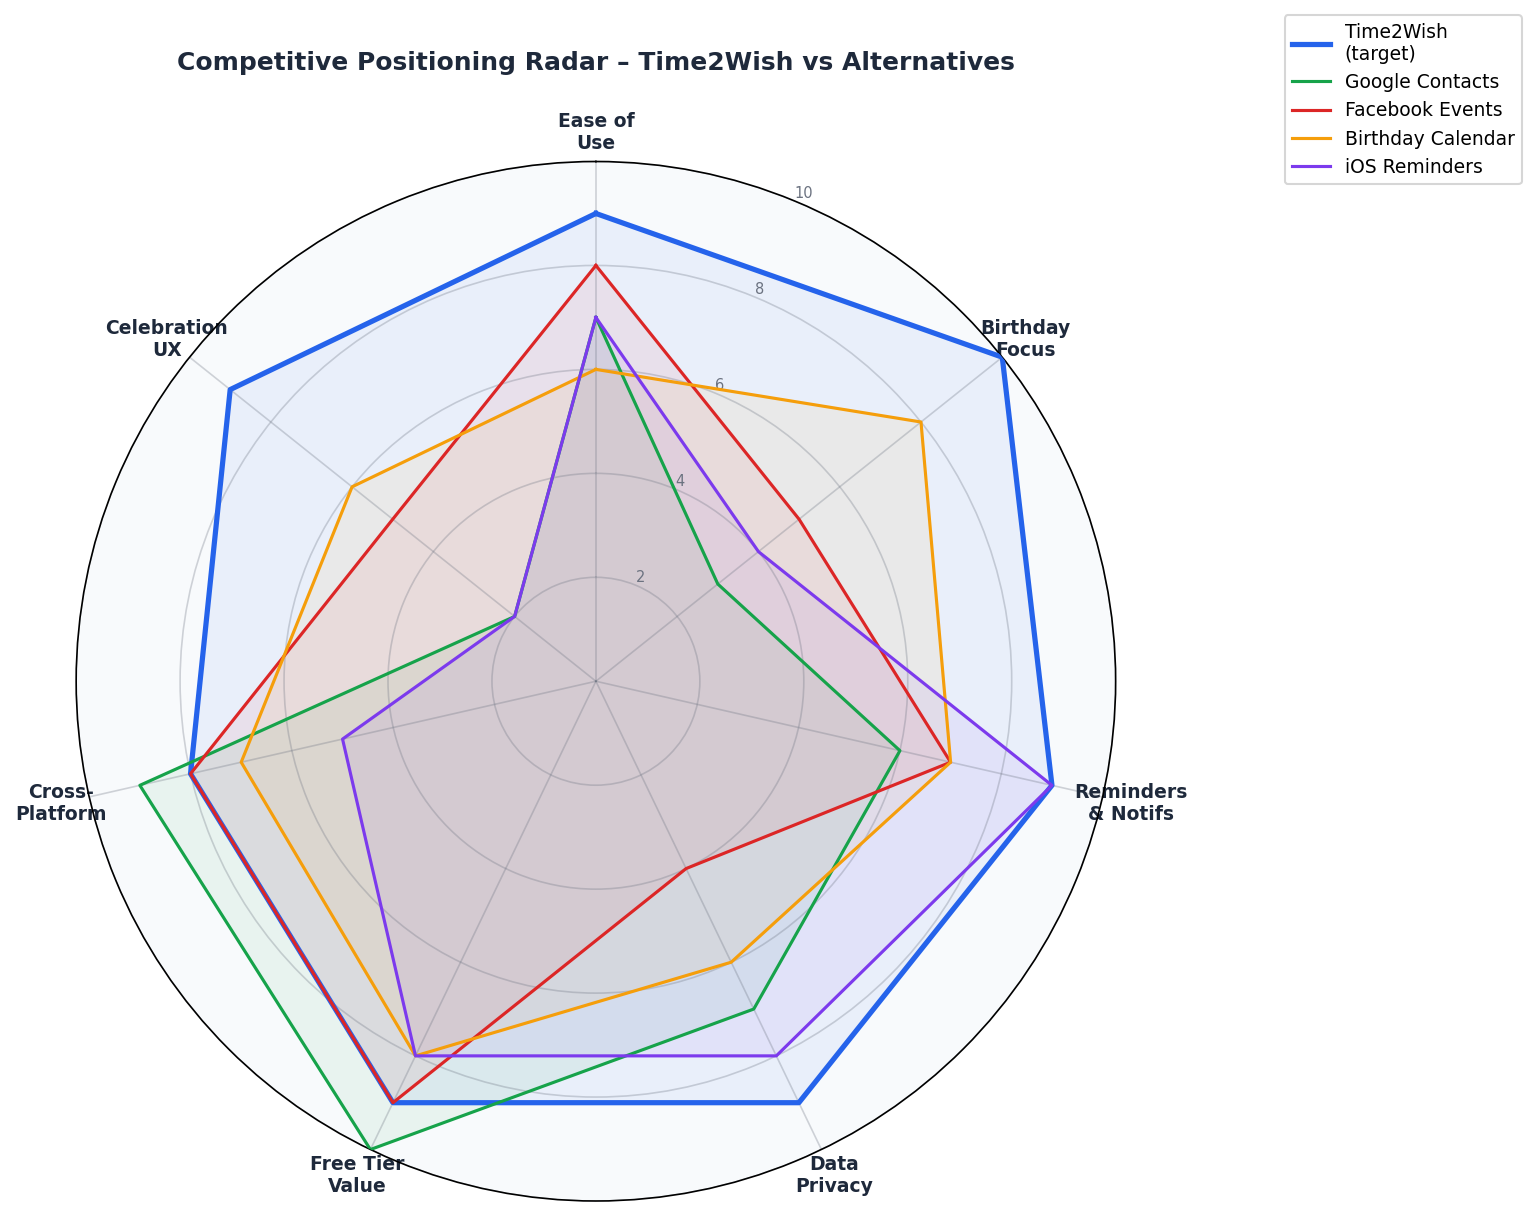 Competitive Positioning Radar – Time2Wish vs Alternatives
Time2Wish
(target)
Google Contacts
Facebook Events
Birthday Calendar
iOS Reminders
Ease of
Use
10
8
6
4
2
Celebration
UX
Birthday
Focus
Cross-
Platform
Reminders
& Notifs
Free Tier
Value
Data
Privacy